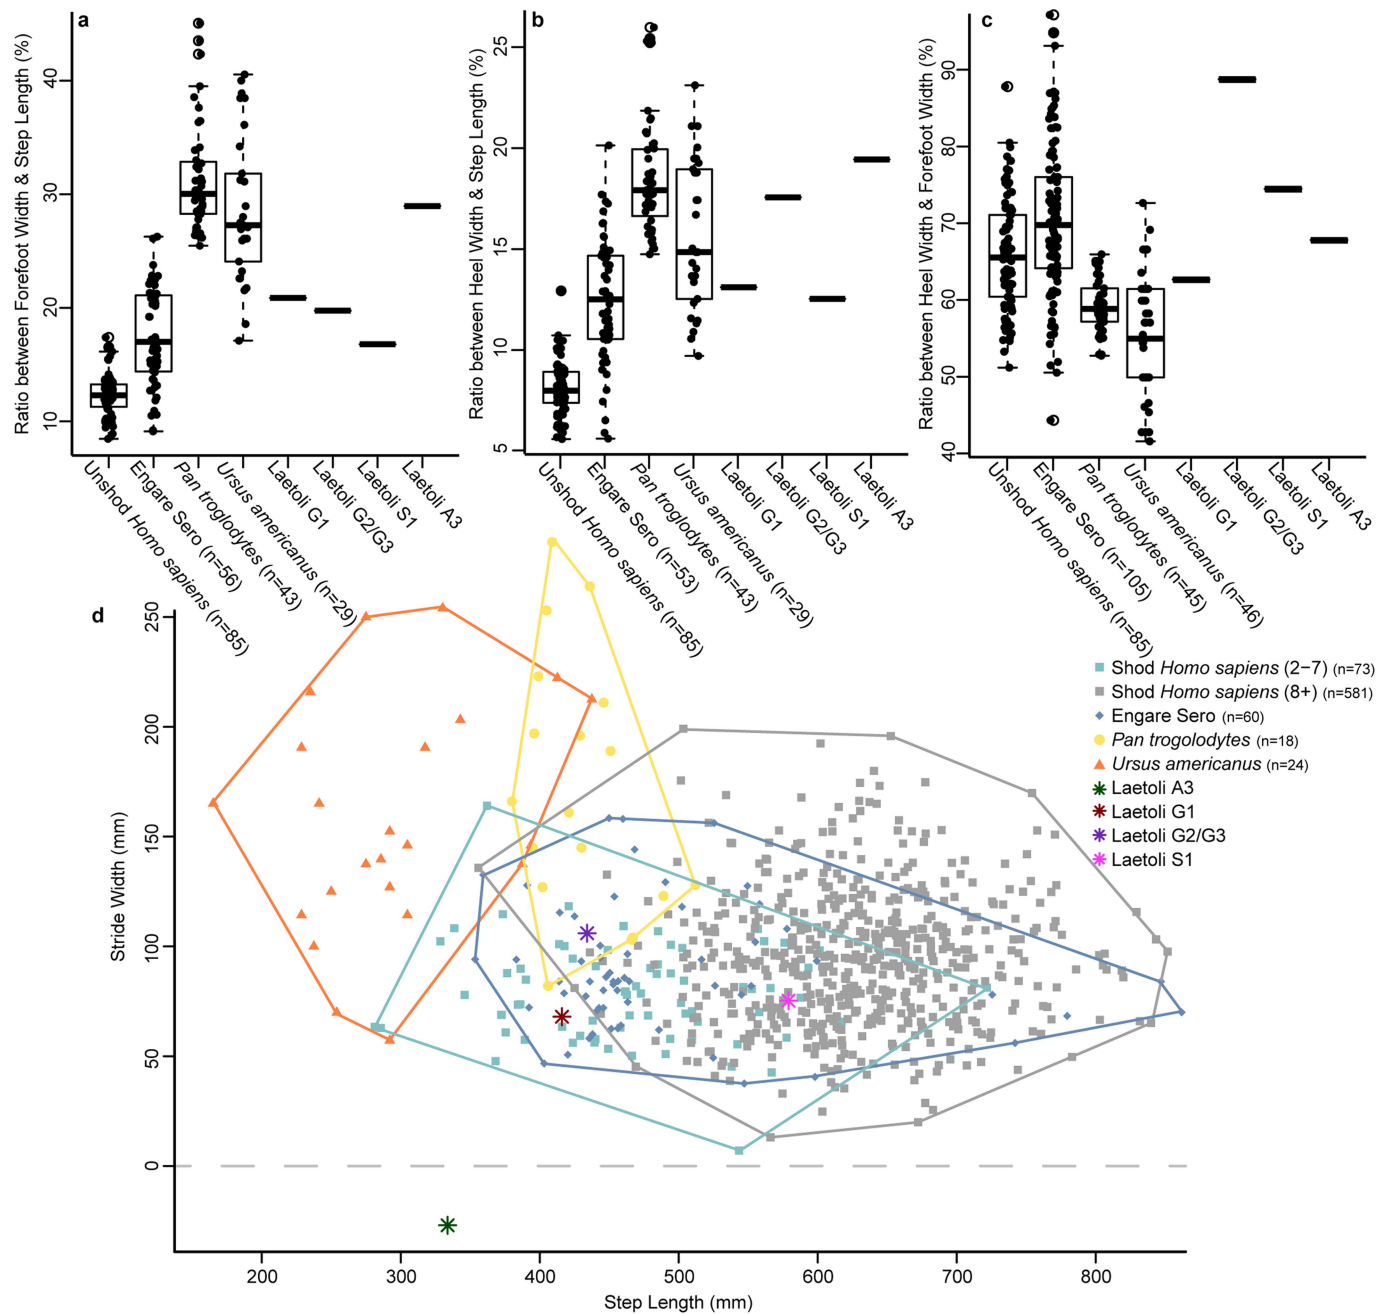 a
Ratio between Forefoot Width & Step Length (%)
40
30
20
10
Unshod Homo sapiens (n=85)
Engare Sero (n=56)
Pan troglodytes (n=43)
Ursus americanus (n=29)
Laetoli G1
Laetoli G2/G3
Laetoli S1
Laetoli A3
b
Ratio between Heel Width & Step Length (%)
25
20
15
10
5
Unshod Homo sapiens (n=85)
Engare Sero (n=53)
Pan troglodytes (n=43)
Ursus americanus (n=29)
Laetoli G1
Laetoli G2/G3
Laetoli S1
Laetoli A3
c
Ratio between Heel Width & Forefoot Width (%)
90
80
70
60
50
40
Unshod Homo sapiens (n=85)
Engare Sero (n=105)
Pan troglodytes (n=45)
Ursus americanus (n=46)
Laetoli G1
Laetoli G2/G3
Laetoli S1
Laetoli A3
d
Stride Width (mm)
250
200
150
100
50
0
Shod Homo sapiens (2−7) (n=73)
Shod Homo sapiens (8+) (n=581)
Engare Sero (n=60)
Pan trogolodytes (n=18)
Ursus americanus (n=24)
Laetoli A3
Laetoli G1
Laetoli G2/G3
Laetoli S1
200 300 400 500 600 700 800
Step Length (mm)